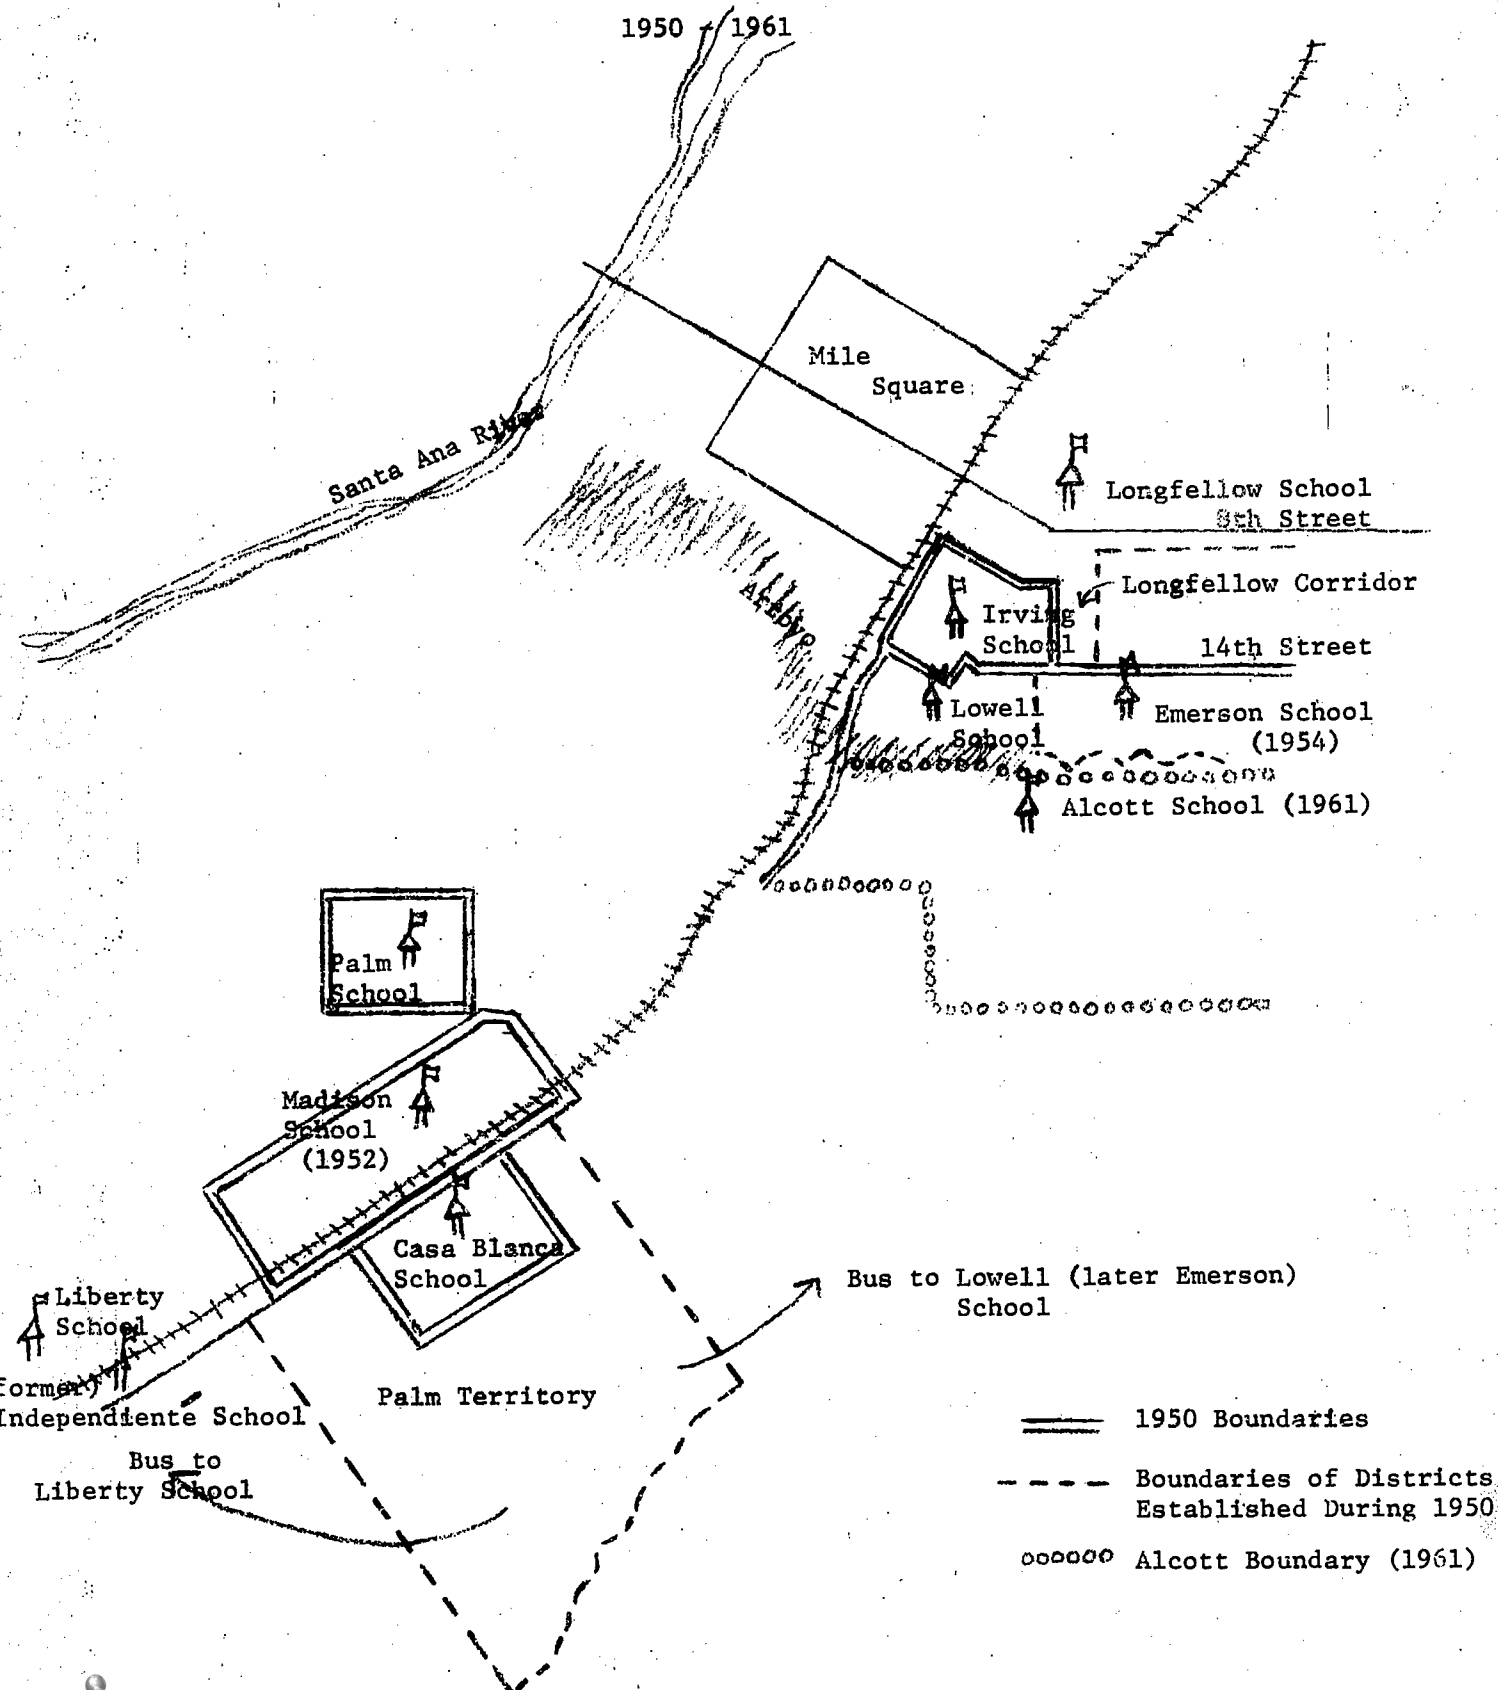 1950 - 1961
Mile
Square
Santa Ana River
Longfellow School
8th Street
Longfellow Corridor
Arroyo
Irving
School
14th Street
Lowell
School
Emerson School
(1954)
Alcott School (1961)
Palm
School
Madison
School
(1952)
Casa Blanca
School
Bus to Lowell (later Emerson)
School
Liberty
School
former)
Independiente School
Palm Territory
Bus to
Liberty School
1950 Boundaries
Boundaries of Districts
Established During 1950
Alcott Boundary (1961)